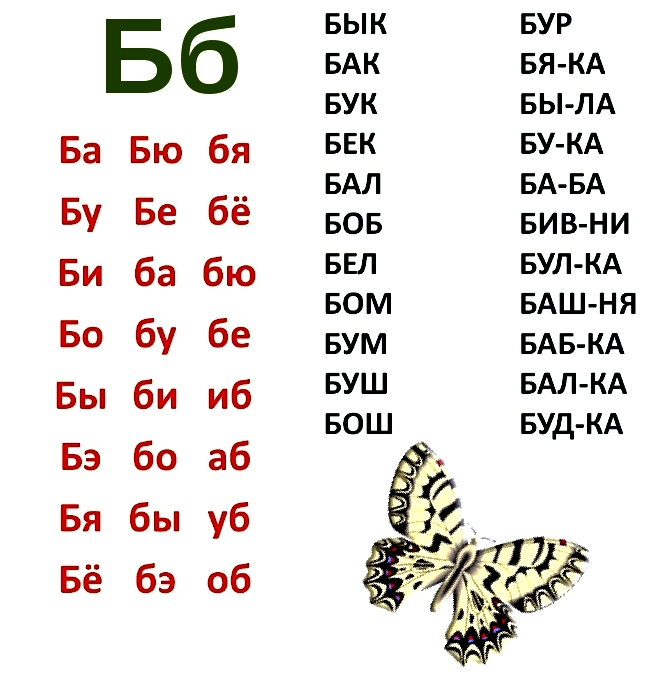 Бб
Ба Бю бя
Бу Бе бё
Би ба бю
Бо бу бе
Бы би иб
Бэ бо аб
Бя бы уб
Бё бэ об
БЫК
БАК
БУК
БЕК
БАЛ
БОБ
БЕЛ
БОМ
БУМ
БУШ
БОШ
БУР
БЯ-КА
БЫ-ЛА
БУ-КА
БА-БА
БИВ-НИ
БУЛ-КА
БАШ-НЯ
БАБ-КА
БАЛ-КА
БУД-КА